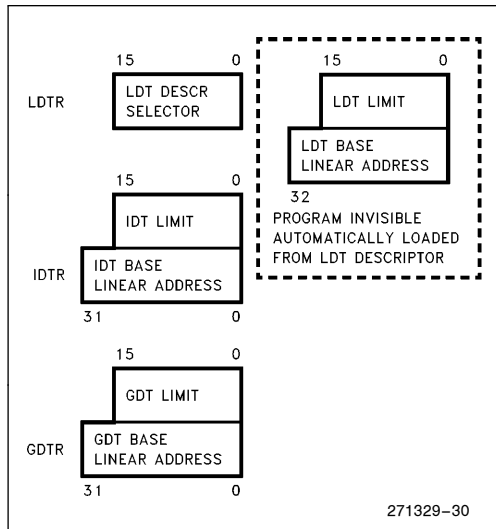 15 0
LDTR
LDT DESCR
SELECTOR
15 0
LDT LIMIT
LDT BASE
LINEAR ADDRESS
32
PROGRAM INVISIBLE
AUTOMATICALLY LOADED
FROM LDT DESCRIPTOR
15 0
IDT LIMIT
IDTR
IDT BASE
LINEAR ADDRESS
31 0
15 0
GDT LIMIT
GDTR
GDT BASE
LINEAR ADDRESS
31 0
271329–30